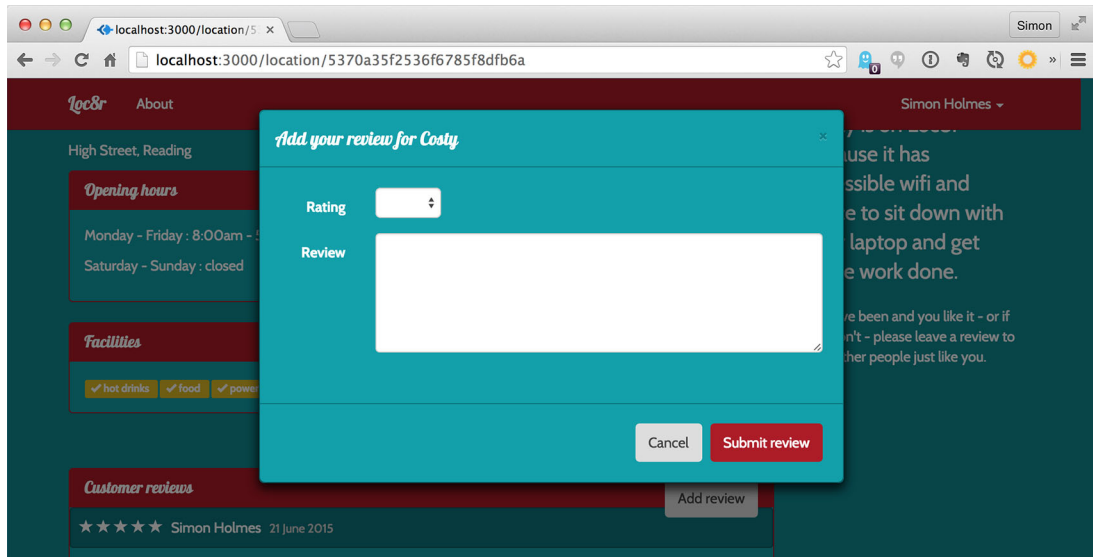 localhost:3000/location/5
Simon
localhost:3000/location/5370a35f2536f6785f8dfb6a
0
Loc8r About Simon Holmes
High Street, Reading
Opening hours
Monday - Friday : 8:00am -
Saturday - Sunday : closed
Facilities
hot drinks food power
Customer reviews
Add review
Simon Holmes 21 June 2015
Add your review for Costy
Rating
Review
Cancel Submit review
it has
wifi and
to sit down with
laptop and get
work done.
been and you like it - or if
- please leave a review to
people just like you.